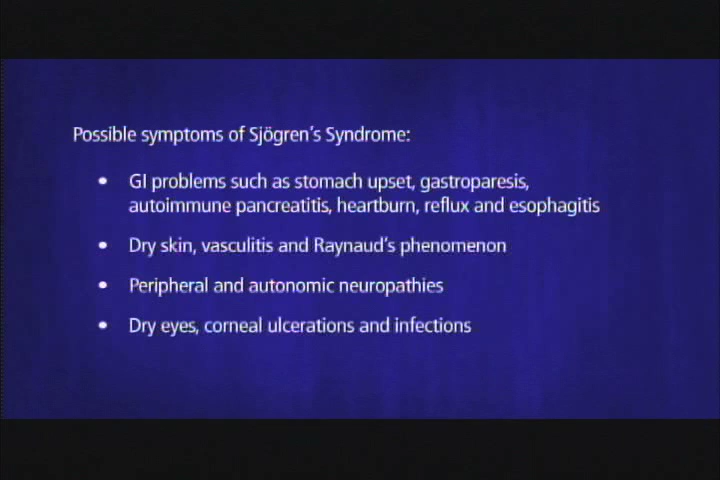 Possible symptoms of Sjögren's Syndrome:
• GI problems such as stomach upset, gastroparesis,
autoimmune pancreatitis, heartburn, reflux and esophagitis
• Dry skin, vasculitis and Raynaud's phenomenon
• Peripheral and autonomic neuropathies
• Dry eyes, corneal ulcerations and infections